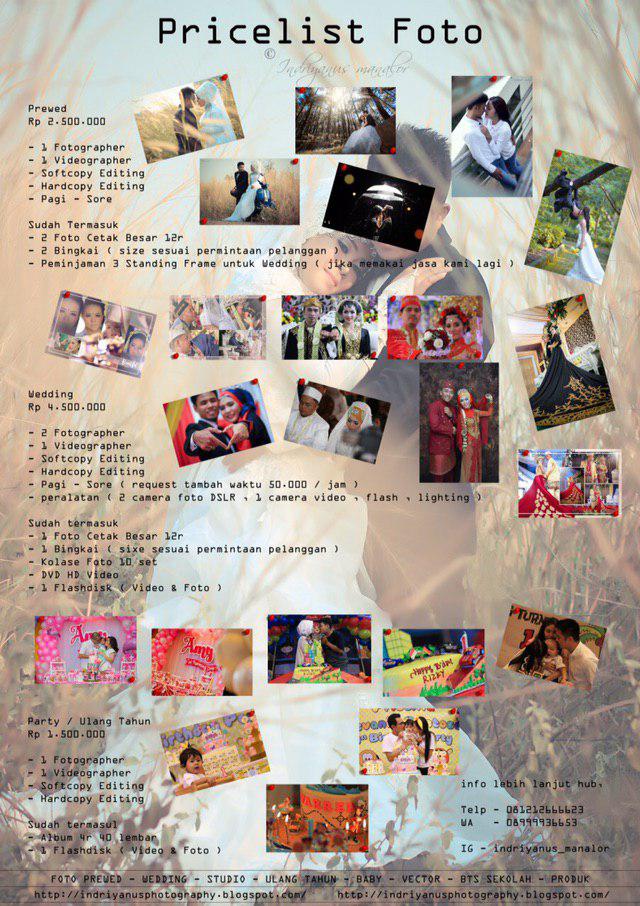 Pricelist Foto
© Indriyanus manalor
Prewed
Rp 2.500.000
- 1 Fotographer
- 1 Videographer
- Softcopy Editing
- Hardcopy Editing
- Pagi - Sore
Sudah Termasuk
- 2 Foto Cetak Besar 12r
- 2 Bingkai ( size sesuai permintaan pelanggan )
- Peminjaman 3 Standing Frame untuk Wedding ( jika memakai jasa kami lagi )
Wedding
Rp 4.500.000
- 2 Fotographer
- 1 Videographer
- Softcopy Editing
- Hardcopy Editing
- Pagi - Sore ( request tambah waktu 50.000 / jam )
- peralatan ( 2 camera foto DSLR , 1 camera video , flash , lighting )
Sudah termasuk
- 1 Foto Cetak Besar 12r
- 1 Bingkai ( sixe sesuai permintaan pelanggan )
- Kolase Foto 10 set
- DVD HD Video
- 1 Flashdisk ( Video & Foto )
Amy
Amy
HAPPY B'DAY
RIZKY
TURN
Party / Ulang Tahun
Rp 1.500.000
- 1 Fotographer
- 1 Videographer
- Softcopy Editing
- Hardcopy Editing
Sudah termasul
- Album 4r 40 lembar
- 1 Flashdisk ( Video & Foto )
info lebih lanjut hub,
Telp - 081212666623
WA - 08999936653
IG - indriyanus_manalor
FOTO PREWED - WEDDING - STUDIO - ULANG TAHUN - BABY - VECTOR - BTS SEKOLAH - PRODUK
http://indriyanusphotography.blogspot.com/ http://indriyanusphotography.blogspot.com/